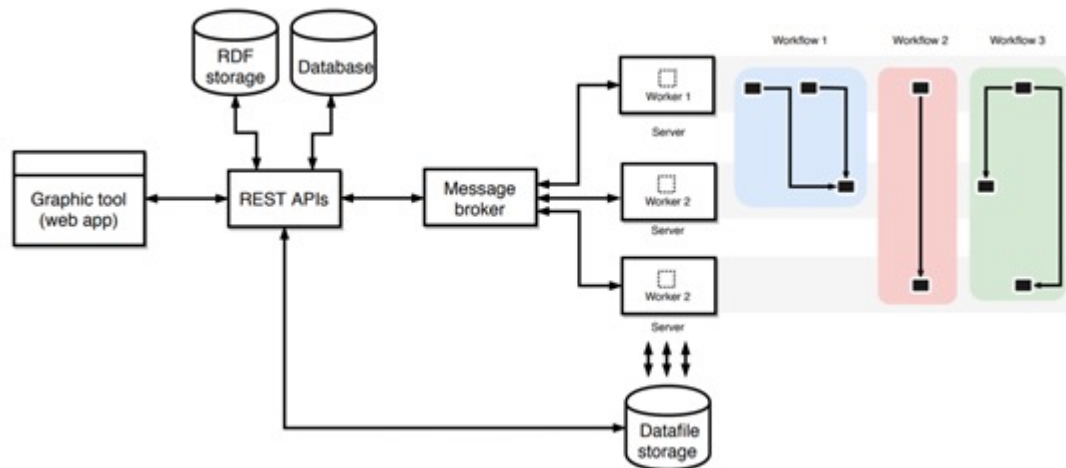 RDF
storage
Database
Graphic tool
(web app)
REST APIs
Message
broker
Worker 1
Server
Worker 2
Server
Worker 2
Server
Datafile
storage
Workflow 1
Workflow 2
Workflow 3